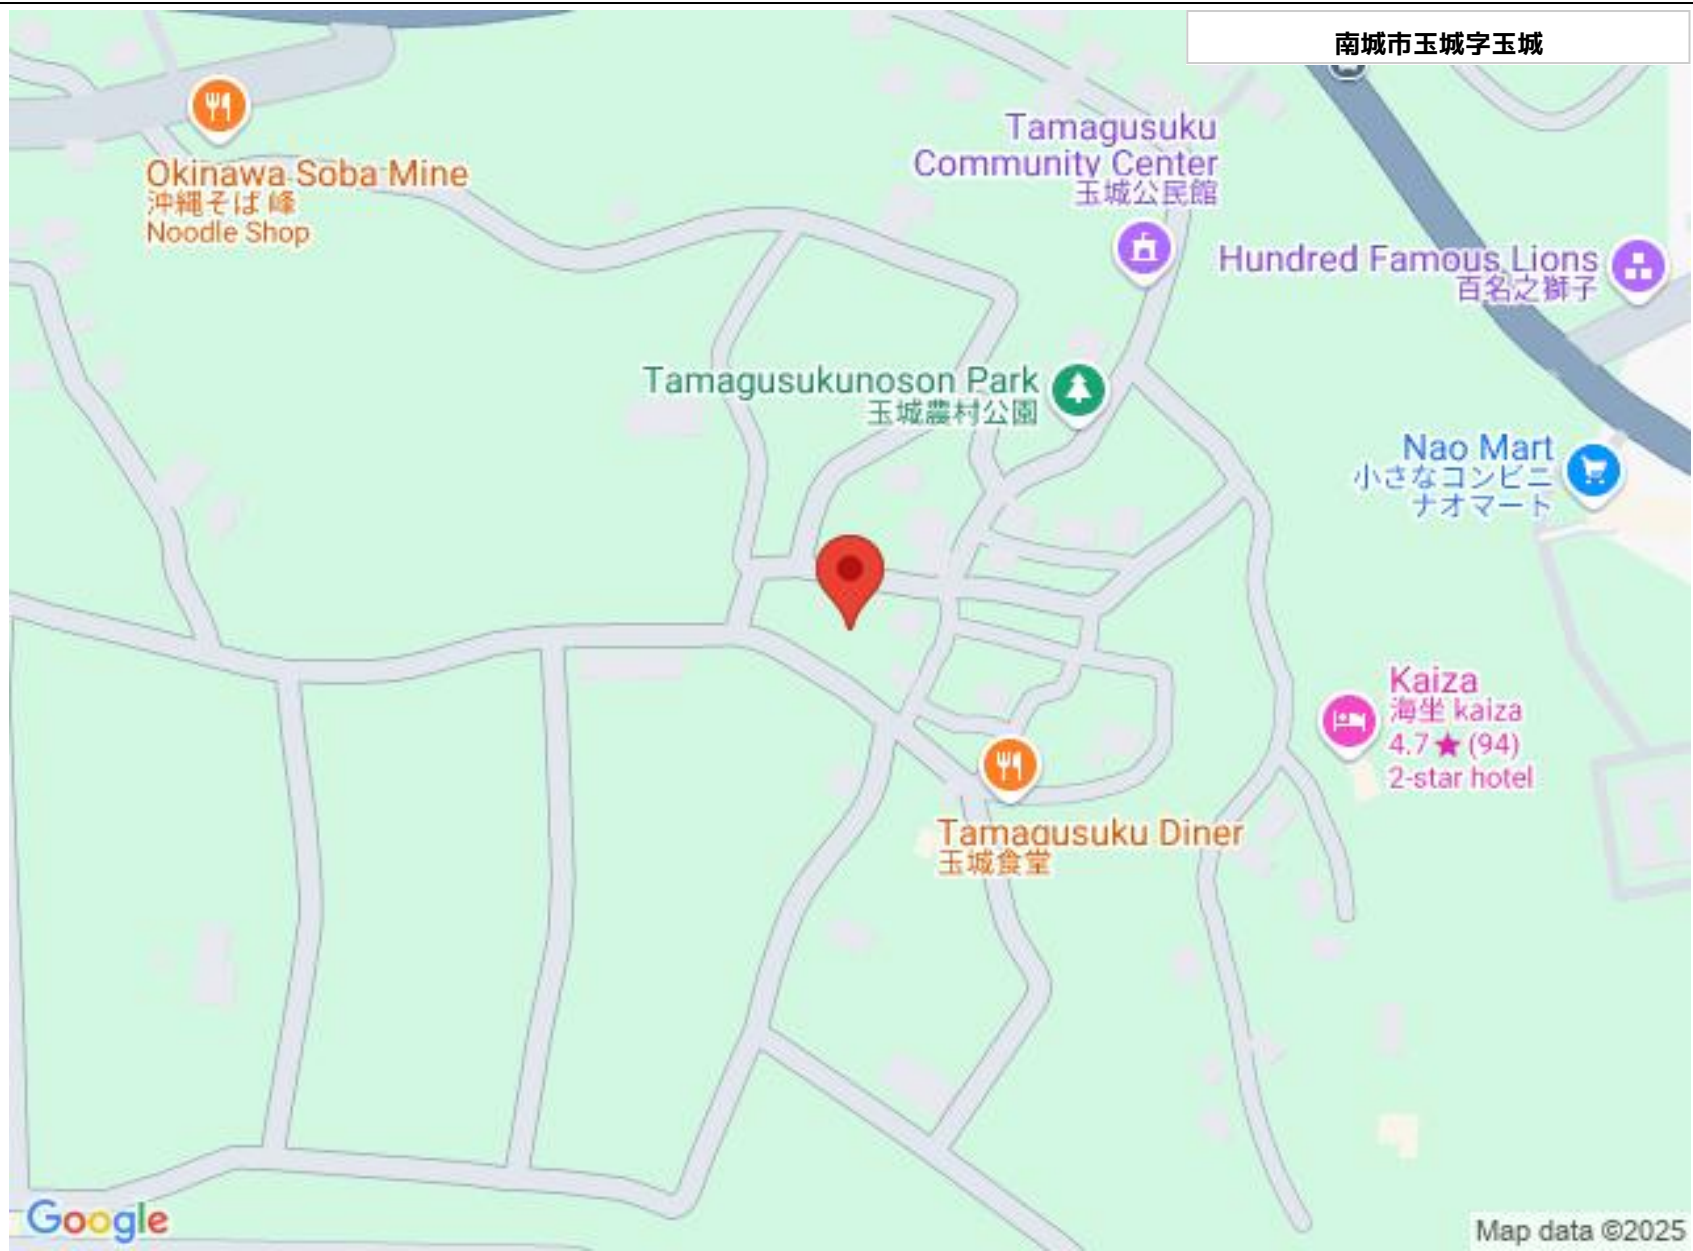 南城市玉城字玉城
Okinawa Soba Mine
沖縄そば 峰
Noodle Shop
Tamagusuku
Community Center
玉城公民館
Hundred Famous Lions
百名之獅子
Tamagusukunoson Park
玉城農村公園
Nao Mart
小さなコンビニ
ナオマート
Kaiza
海坐 kaiza
4.7★(94)
2-star hotel
Tamagusuku Diner
玉城食堂
Google
Map data ©2025